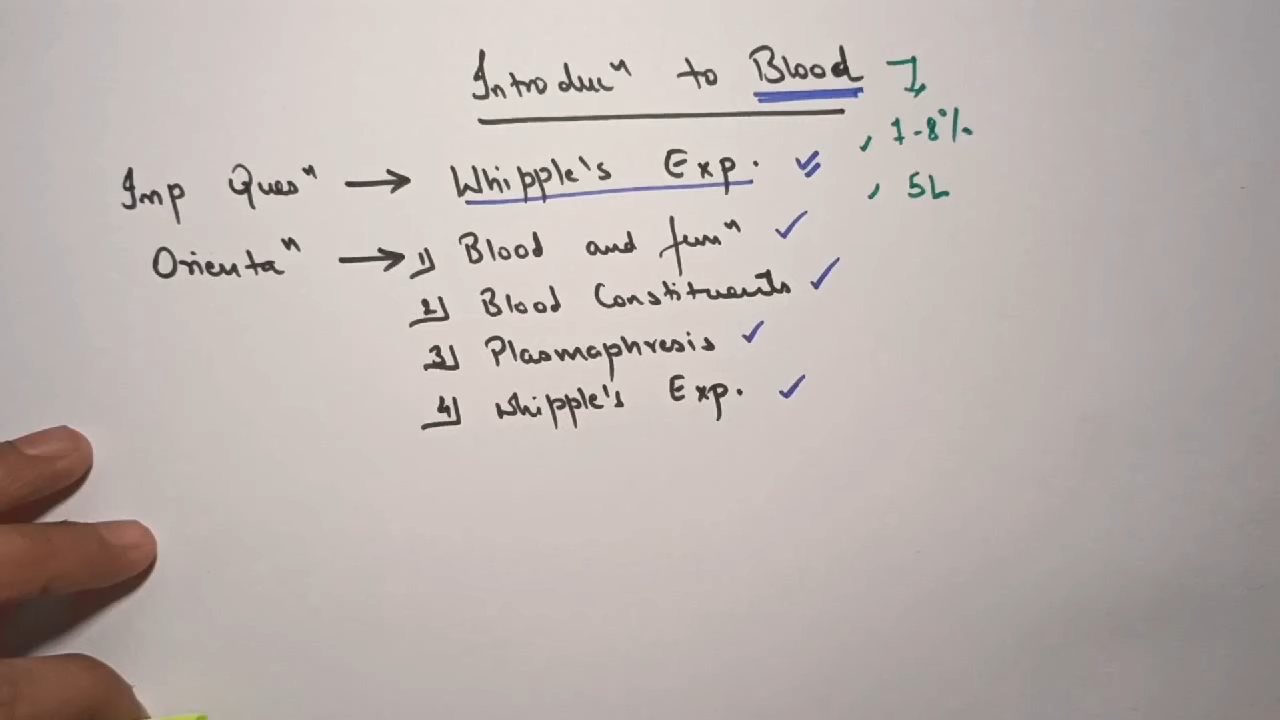 Introducⁿ to Blood
7-8%
Imp Quesⁿ → Whipple's Exp. ✓
, 5L
Orientaⁿ → 1) Blood and funⁿ ✓
2) Blood Constituents ✓
3) Plasmaphresis ✓
4) Whipple's Exp. ✓